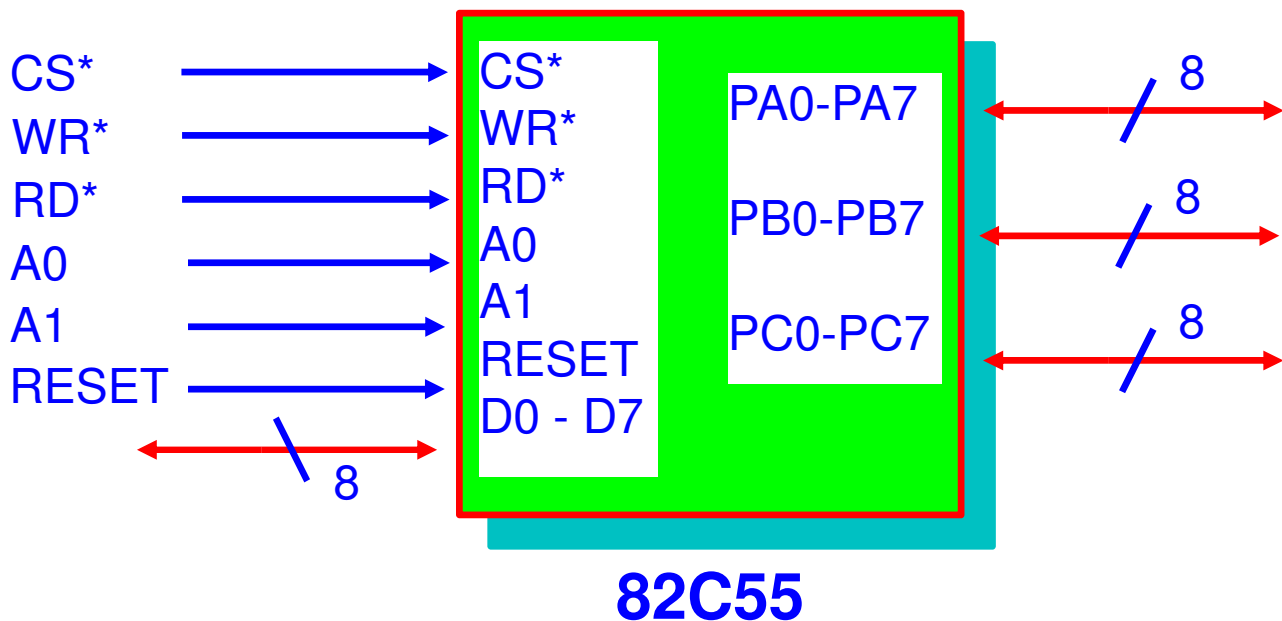 CS*
WR*
RD*
A0
A1
RESET
8
CS*
WR*
RD*
A0
A1
RESET
D0 - D7
PA0-PA7
PB0-PB7
PC0-PC7
8
8
8
82C55